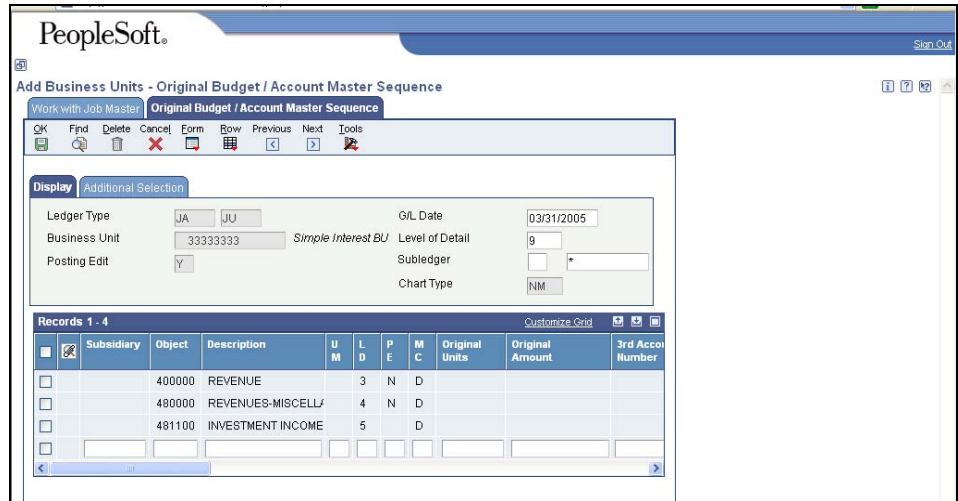 PeopleSoft.
Sign Out
Add Business Units - Original Budget / Account Master Sequence
Work with Job Master Original Budget / Account Master Sequence
OK Find Delete Cancel Form Row Previous Next Tools
Display Additional Selection
Ledger Type JA JU G/L Date 03/31/2005
Business Unit 33333333 Simple Interest BU Level of Detail 9
Posting Edit Y Subledger *
Chart Type NM
Records 1 - 4 Customize Grid
Subsidiary Object Description U M L D P E M C Original Units Original Amount 3rd Accou Number
400000 REVENUE 3 N D
480000 REVENUES-MISCELLA 4 N D
481100 INVESTMENT INCOME 5 D